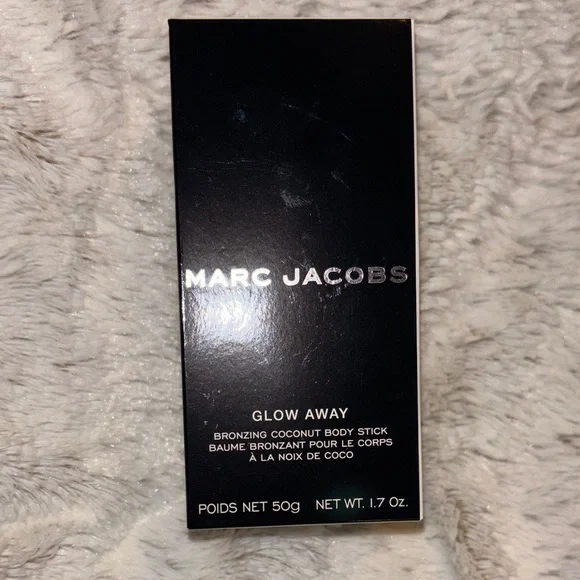 MARC JACOBS
GLOW AWAY
BRONZING COCONUT BODY STICK
BAUME BRONZANT POUR LE CORPS
À LA NOIX DE COCO
POIDS NET 50g NET WT. 1.7 Oz.